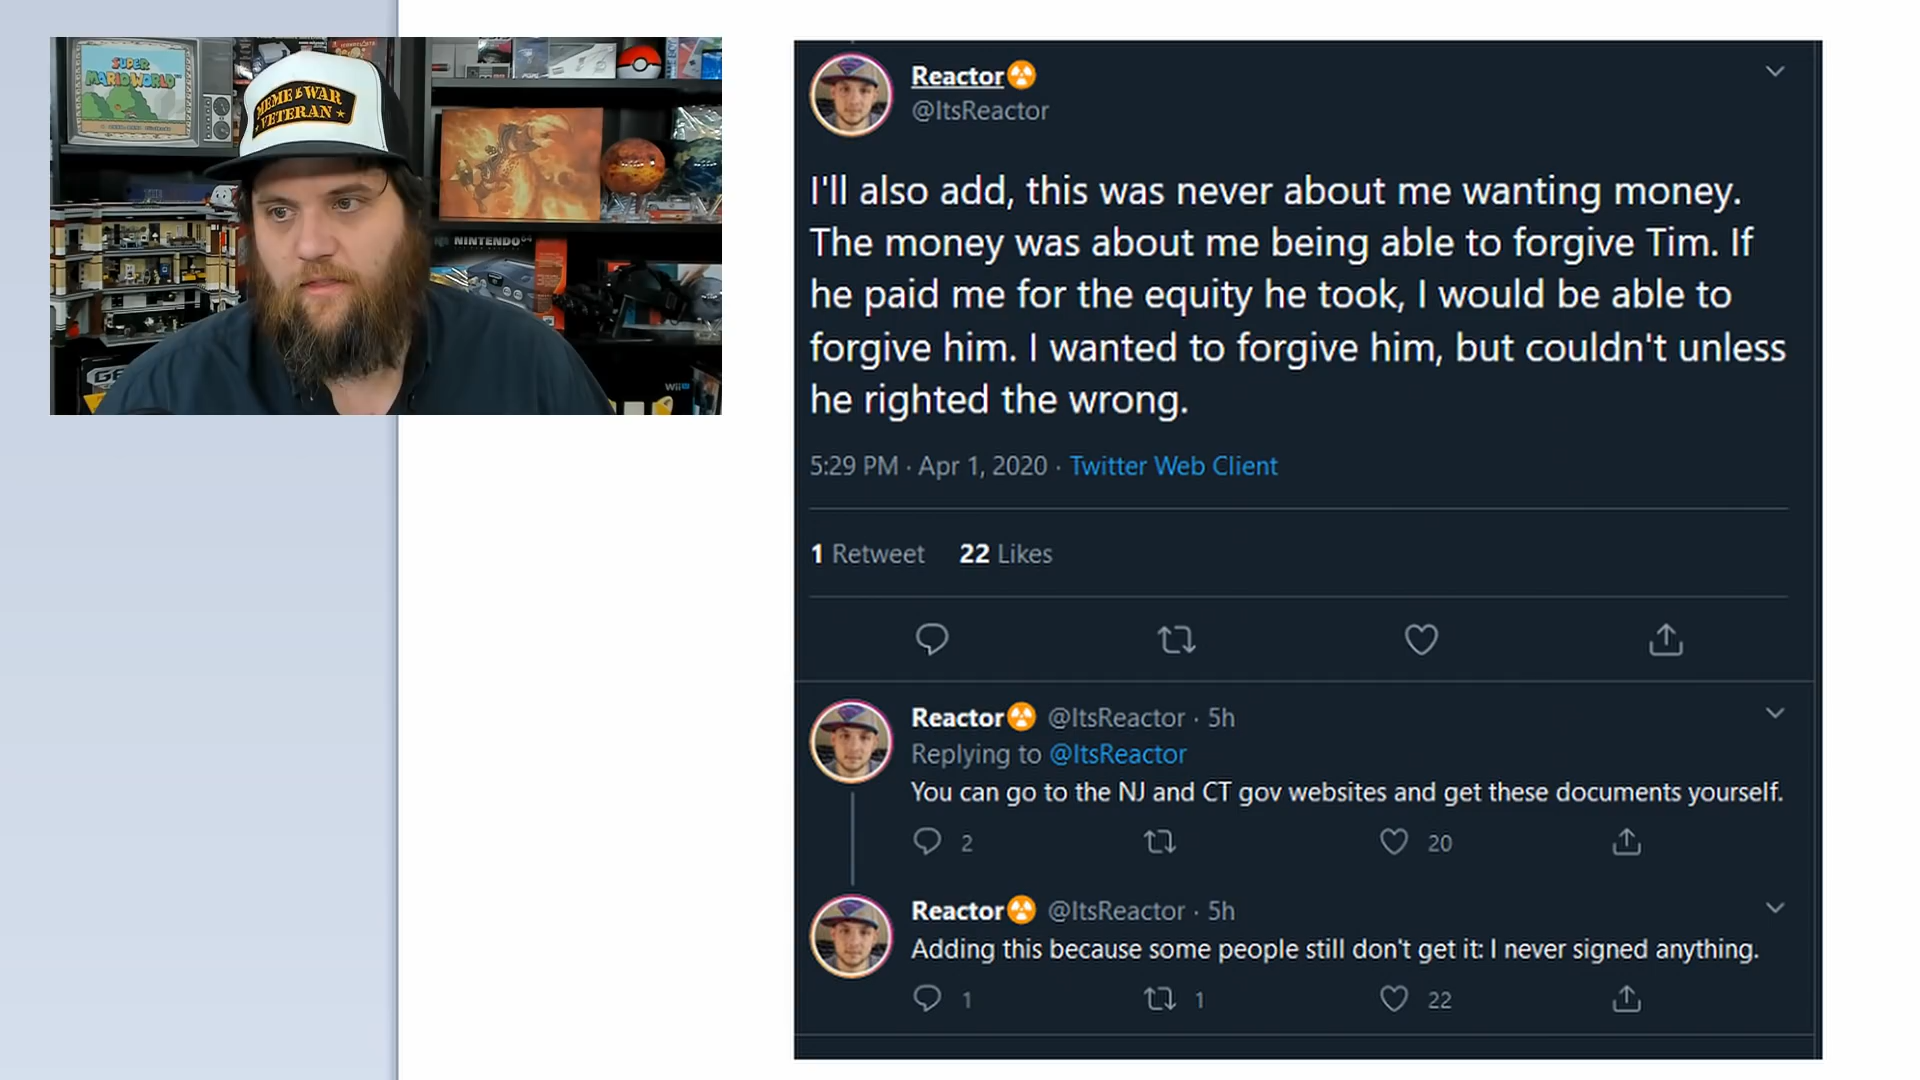 SUPER
MARIO WORLD
MEME WAR
VETERAN
NINTENDO 64
Wii U
Reactor
@ItsReactor
I'll also add, this was never about me wanting money.
The money was about me being able to forgive Tim. If
he paid me for the equity he took, I would be able to
forgive him. I wanted to forgive him, but couldn't unless
he righted the wrong.
5:29 PM · Apr 1, 2020 · Twitter Web Client
1 Retweet 22 Likes
Reactor @ItsReactor · 5h
Replying to @ItsReactor
You can go to the NJ and CT gov websites and get these documents yourself.
2 20
Reactor @ItsReactor · 5h
Adding this because some people still don't get it: I never signed anything.
1 1 22